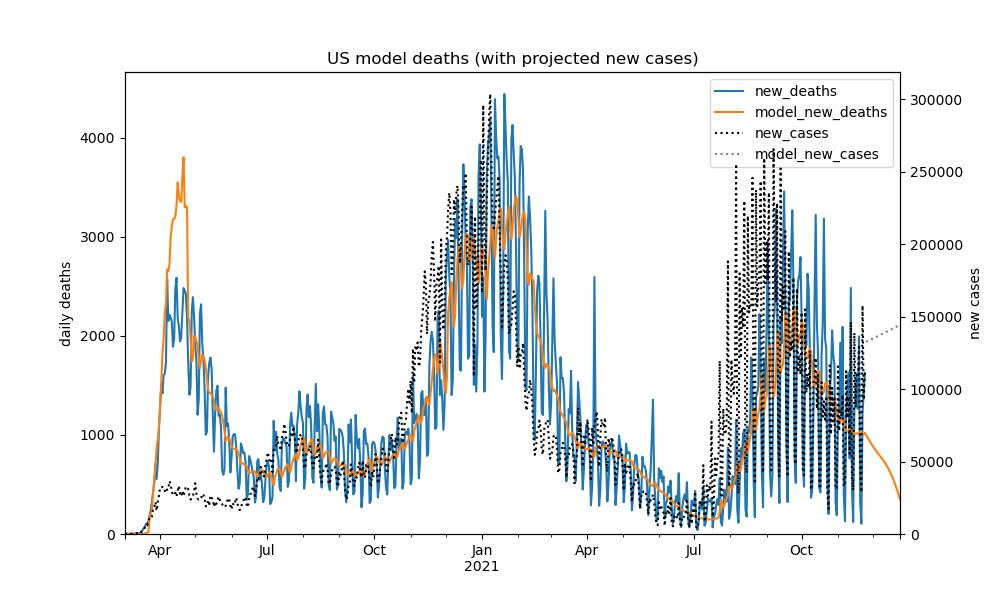 US model deaths (with projected new cases)
new_deaths
model_new_deaths
new_cases
model_new_cases
4000
3000
2000
1000
0
daily deaths
300000
250000
200000
150000
100000
50000
0
new cases
Apr
Jul
Oct
Jan
2021
Apr
Jul
Oct